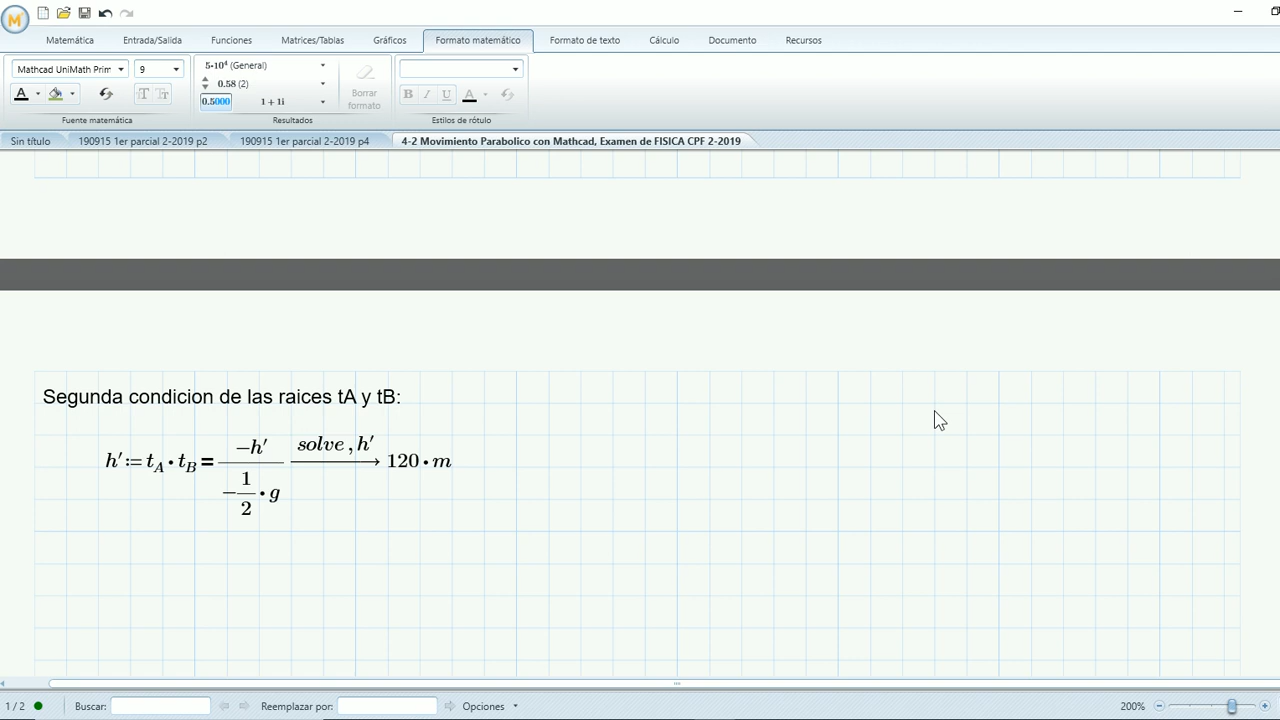 Matemática Entrada/Salida Funciones Matrices/Tablas Gráficos Formato matemático Formato de texto Cálculo Documento Recursos
Mathcad UniMath Prim 9
5•10⁴ (General)
0.58 (2)
0.5000 1 + 1i
Borrar
formato
A
B I U A
Fuente matemática Resultados Estilos de rótulo
Sin título 190915 1er parcial 2-2019 p2 190915 1er parcial 2-2019 p4 4-2 Movimiento Parabolico con Mathcad, Examen de FISICA CPF 2-2019
Segunda condicion de las raices tA y tB:
h′:=t_A•t_B = (−h′)/(−(1/2)•g) solve, h′ → 120•m
1 / 2 Buscar: Reemplazar por: Opciones 200%